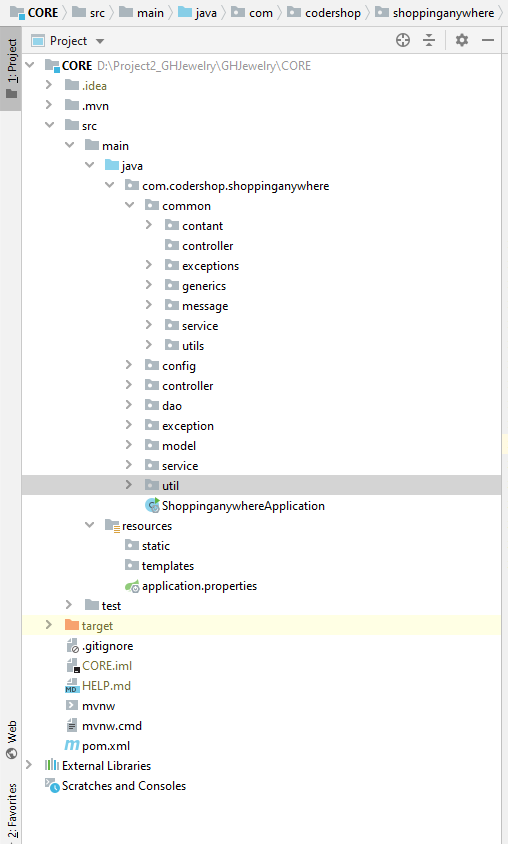 CORE src main java com codershop shoppinganywhere
1: Project
Project
CORE D:\Project2_GHJewelry\GHJewelry\CORE
.idea
.mvn
src
main
java
com.codershop.shoppinganywhere
common
contant
controller
exceptions
generics
message
service
utils
config
controller
dao
exception
model
service
util
ShoppinganywhereApplication
resources
static
templates
application.properties
test
target
.gitignore
CORE.iml
MD HELP.md
mvnw
mvnw.cmd
m pom.xml
External Libraries
Scratches and Consoles
Web
2: Favorites